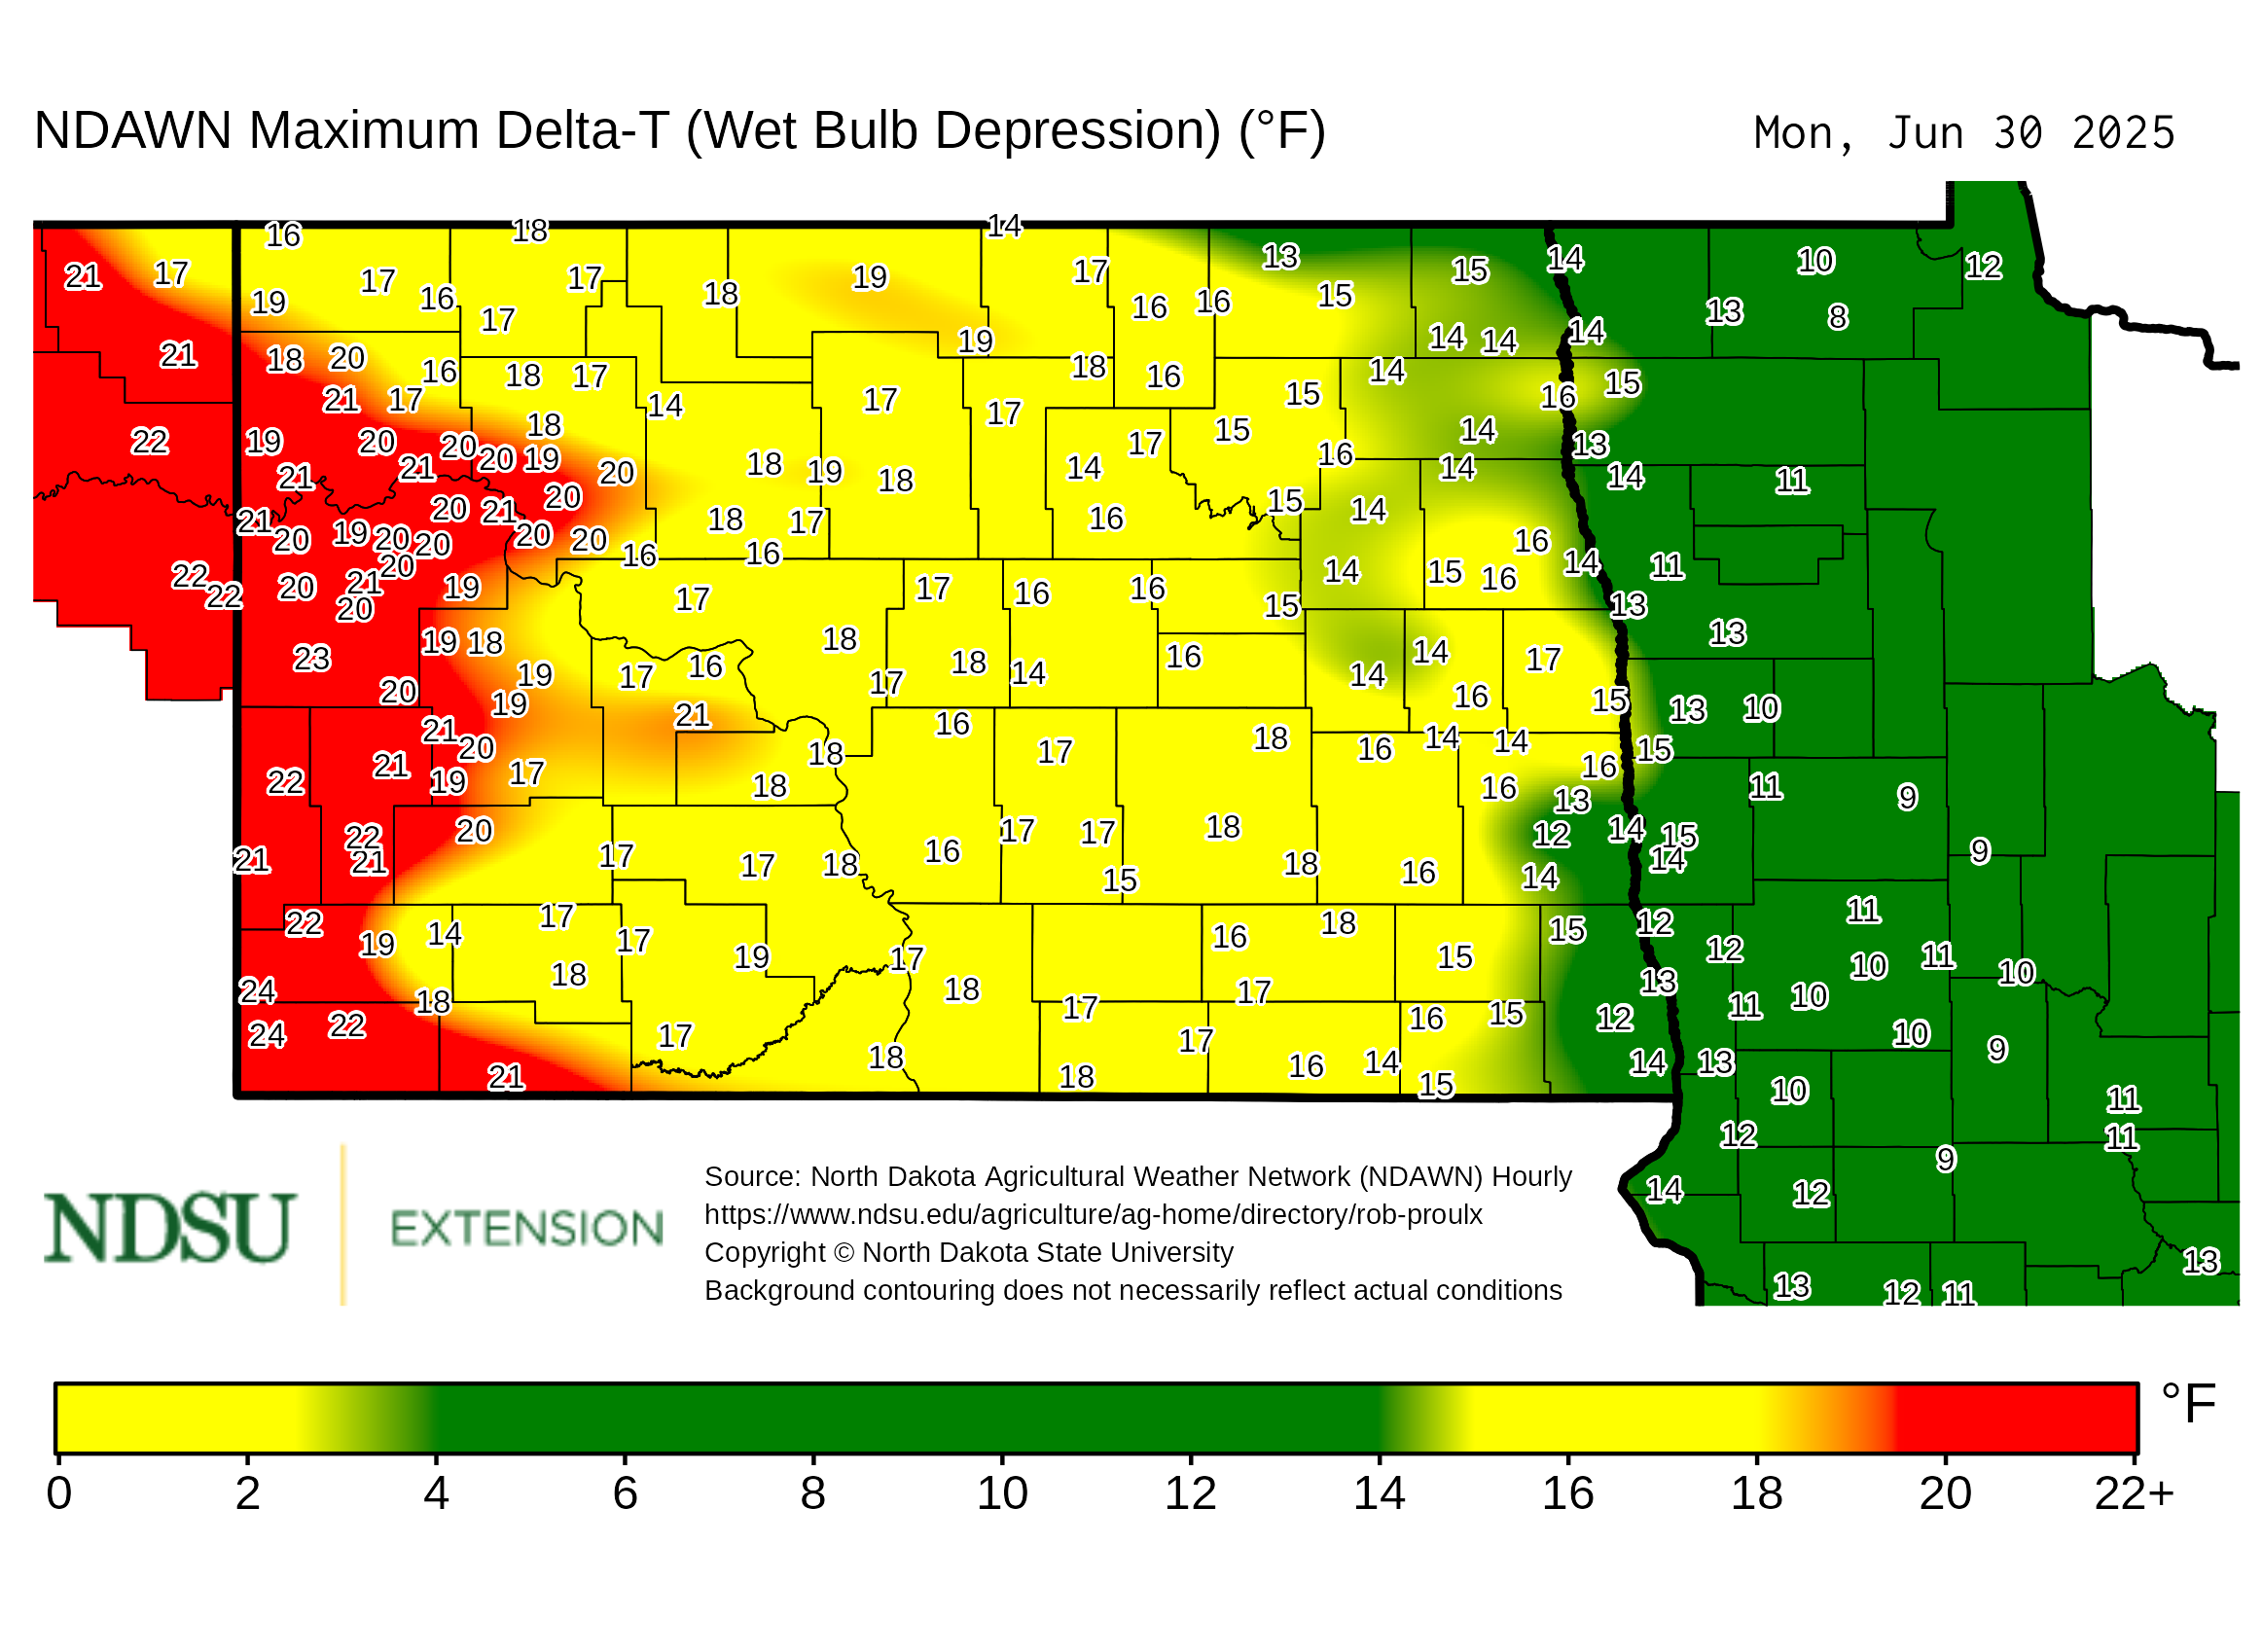 NDAWN Maximum Delta-T (Wet Bulb Depression) (°F)
Mon, Jun 30 2025
16 18 14
21 17 17 16 17 18 19 17 13 15 14 10 12
19 17 16 16 15 13 8
21 18 20 16 18 17 19 18 16 14 14 15 14
21 17 14 17 17 15 14 16 15
22 19 20 20 18 17 15 14 13
21 21 20 19 20 18 19 18 14 16 14 14 11
21 20 21 20 18 17 16 15 14
20 19 20 20 20 20 16 16 16
22 20 21 20 19 17 17 16 16 14 15 16 14 11
22 20 15 13
23 19 18 18 18 16 14 17 13
20 19 17 16 17 14 14 16 15
19 21 16 13 10
21 20 18 17 18 16 14 14 15
22 21 19 17 18 15 16 13 11 9
22 20 17 17 18 12 14 15
21 21 17 17 18 16 15 18 16 14 14 9
22 19 14 17 17 16 18 15 12 11
18 19 17 18 17 15 12 10 11 10
24 18 17 16 15 13 11 10
24 22 17 18 17 16 14 12 10 9
21 18 15 14 13 10 11
12 11
14 12 9
13 12 11 13
NDSU
EXTENSION
Source: North Dakota Agricultural Weather Network (NDAWN) Hourly
https://www.ndsu.edu/agriculture/ag-home/directory/rob-proulx
Copyright © North Dakota State University
Background contouring does not necessarily reflect actual conditions
°F
0 2 4 6 8 10 12 14 16 18 20 22+